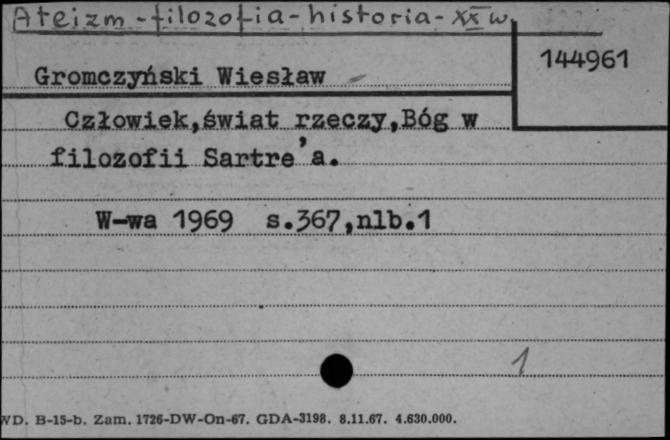 Ateizm - filozofia - historia - XX w.
144961
Gromczyński Wiesław
Człowiek,świat rzeczy,Bóg w
filozofii Sartre'a.
W-wa 1969 s.367,nlb.1
1
WD. B-15-b. Zam. 1726-DW-On-67. GDA-3198. 8.11.67. 4.630.000.